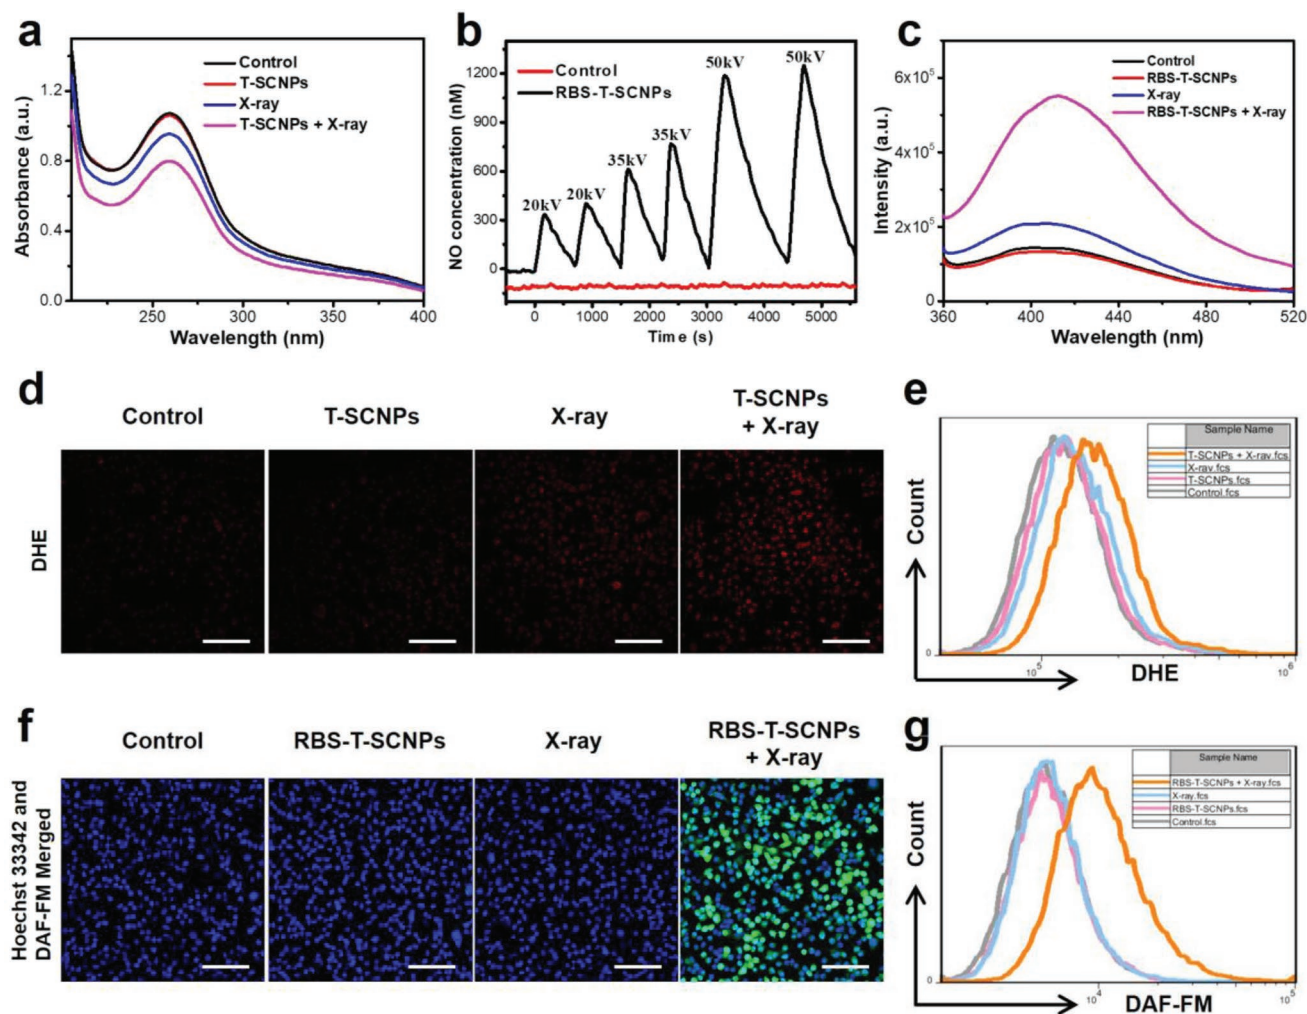 a
Absorbance (a.u.)
1.2
0.8
0.4
0.0
Control
T-SCNPs
X-ray
T-SCNPs + X-ray
250
300
350
400
Wavelength (nm)
b
NO concentration (nM)
1200
900
600
300
0
Control
RBS-T-SCNPs
20kV
20kV
35kV
35kV
50kV
50kV
0
1000
2000
3000
4000
5000
Time (s)
c
Intensity (a.u.)
6x10⁵
4x10⁵
2x10⁵
0
Control
RBS-T-SCNPs
X-ray
RBS-T-SCNPs + X-ray
360
400
440
480
520
Wavelength (nm)
d
Control
T-SCNPs
X-ray
T-SCNPs
+ X-ray
DHE
e
Sample Name
T-SCNPs + X-ray.fcs
X-ray.fcs
T-SCNPs.fcs
Control.fcs
Count
0
10⁵
10⁶
DHE
f
Control
RBS-T-SCNPs
X-ray
RBS-T-SCNPs
+ X-ray
Hoechst 33342 and
DAF-FM Merged
g
Sample Name
RBS-T-SCNPs + X-ray.fcs
X-ray.fcs
RBS-T-SCNPs.fcs
Control.fcs
Count
0
10⁴
10⁵
DAF-FM